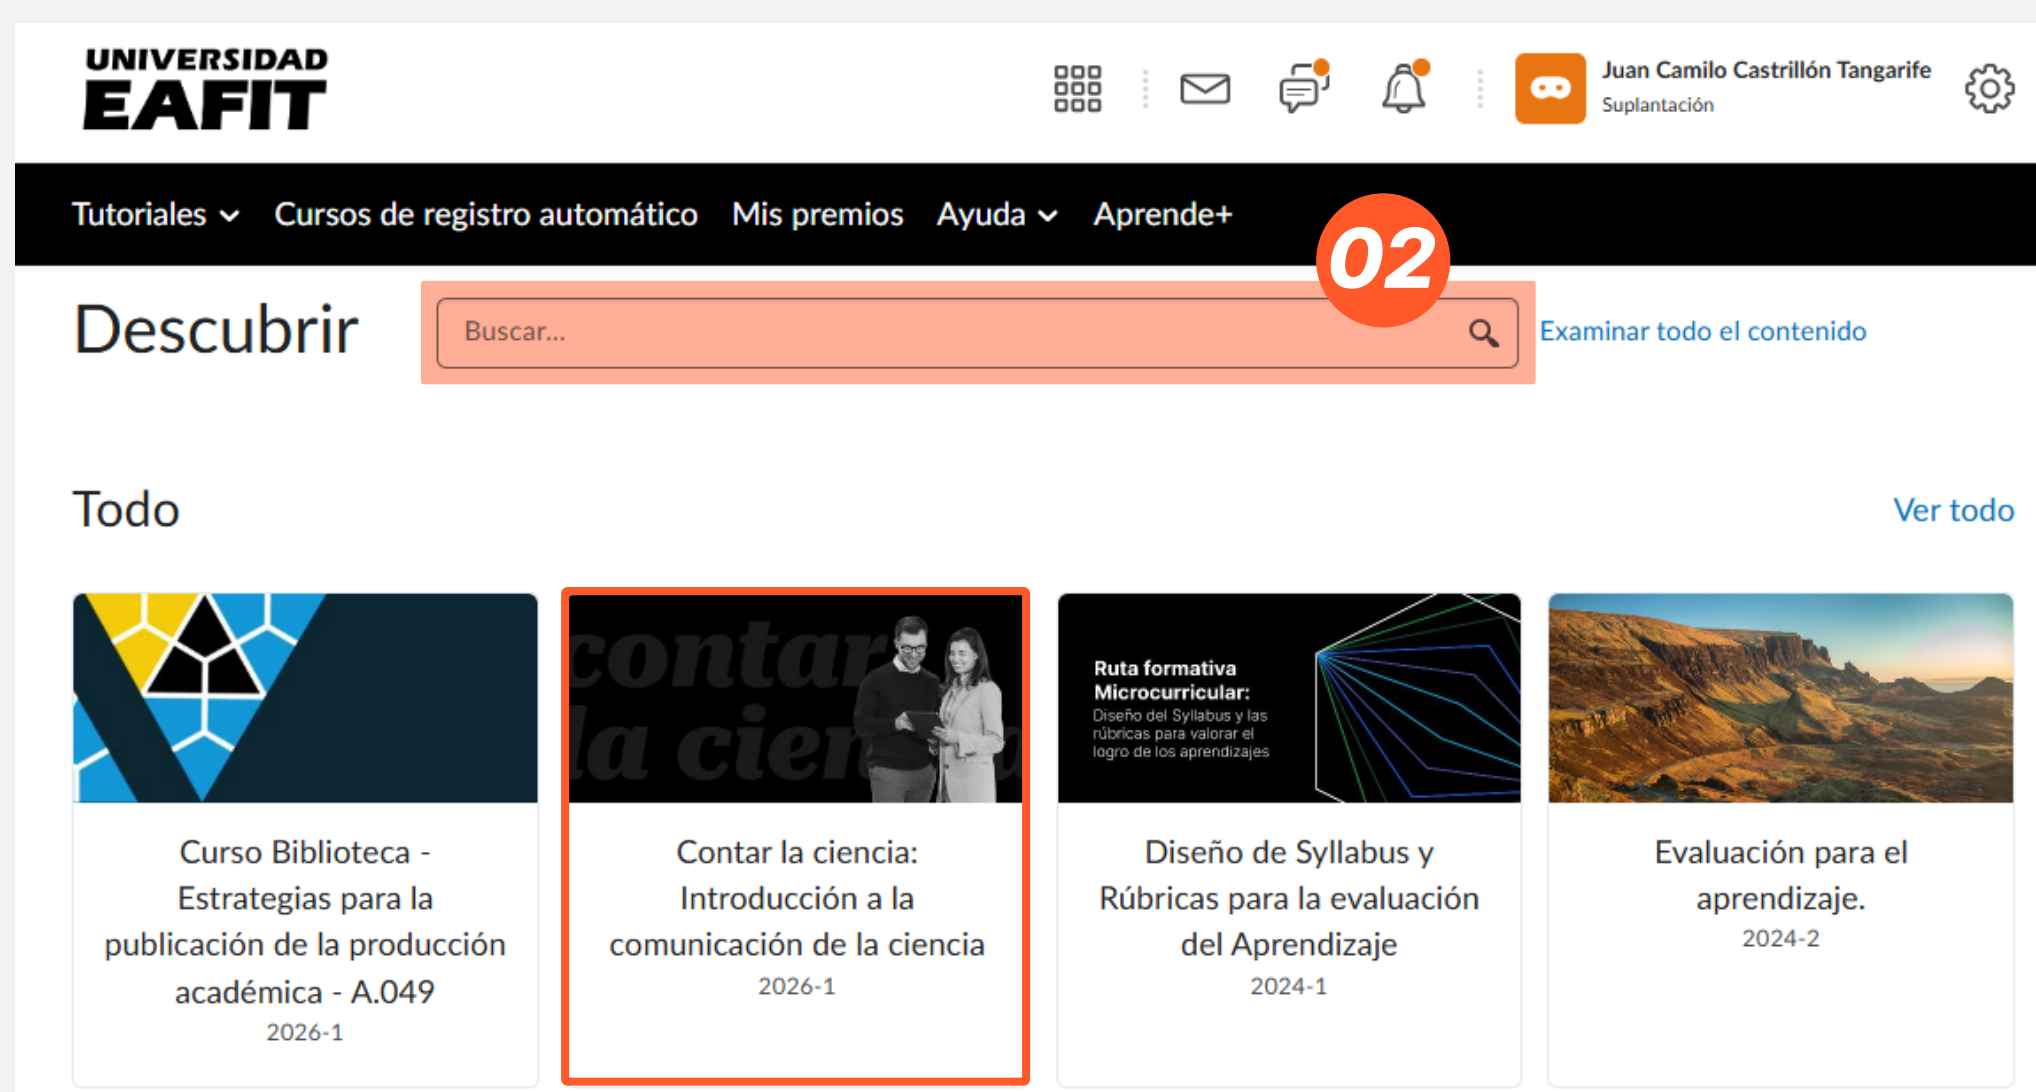 UNIVERSIDAD
EAFIT
Juan Camilo Castrillón Tangarife
Suplantación
Tutoriales Cursos de registro automático Mis premios Ayuda Aprende+
02
Descubrir
Buscar...
Examinar todo el contenido
Todo
Ver todo
contar
la cien
Ruta formativa
Microcurricular:
Diseño del Syllabus y las
rúbricas para valorar el
logro de los aprendizajes
Curso Biblioteca -
Estrategias para la
publicación de la producción
académica - A.049
2026-1
Contar la ciencia:
Introducción a la
comunicación de la ciencia
2026-1
Diseño de Syllabus y
Rúbricas para la evaluación
del Aprendizaje
2024-1
Evaluación para el
aprendizaje.
2024-2